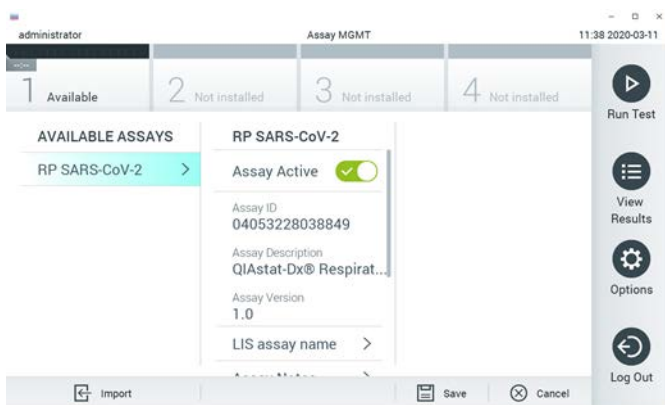 administrator
Assay MGMT
11:38 2020-03-11
1 Available
2 Not installed
3 Not installed
4 Not installed
Run Test
AVAILABLE ASSAYS
RP SARS-CoV-2
RP SARS-CoV-2
Assay Active
Assay ID
04053228038849
Assay Description
QIAstat-Dx® Respirat...
Assay Version
1.0
LIS assay name
View
Results
Options
Log Out
Import
Save
Cancel